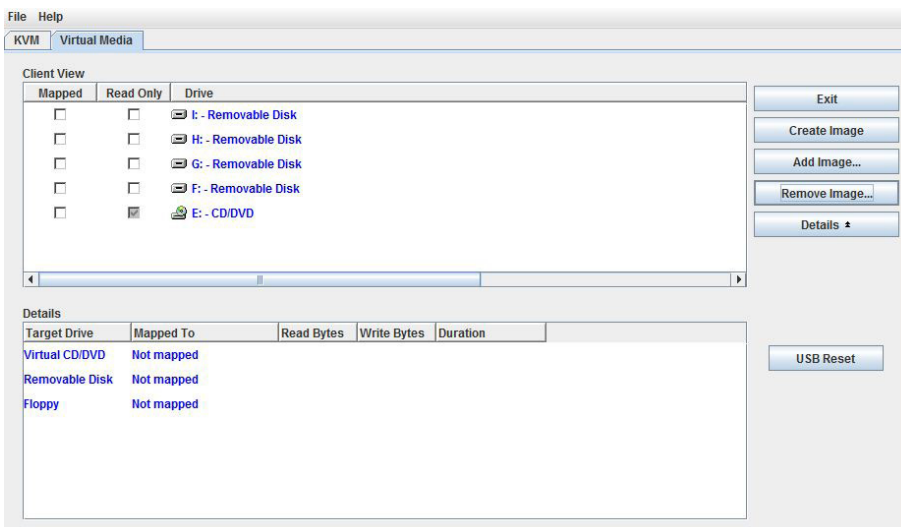 File Help
KVM Virtual Media
Client View
Mapped Read Only Drive
I: - Removable Disk
H: - Removable Disk
G: - Removable Disk
F: - Removable Disk
E: - CD/DVD
Exit
Create Image
Add Image...
Remove Image...
Details
Details
Target Drive Mapped To Read Bytes Write Bytes Duration
Virtual CD/DVD Not mapped
Removable Disk Not mapped
Floppy Not mapped
USB Reset